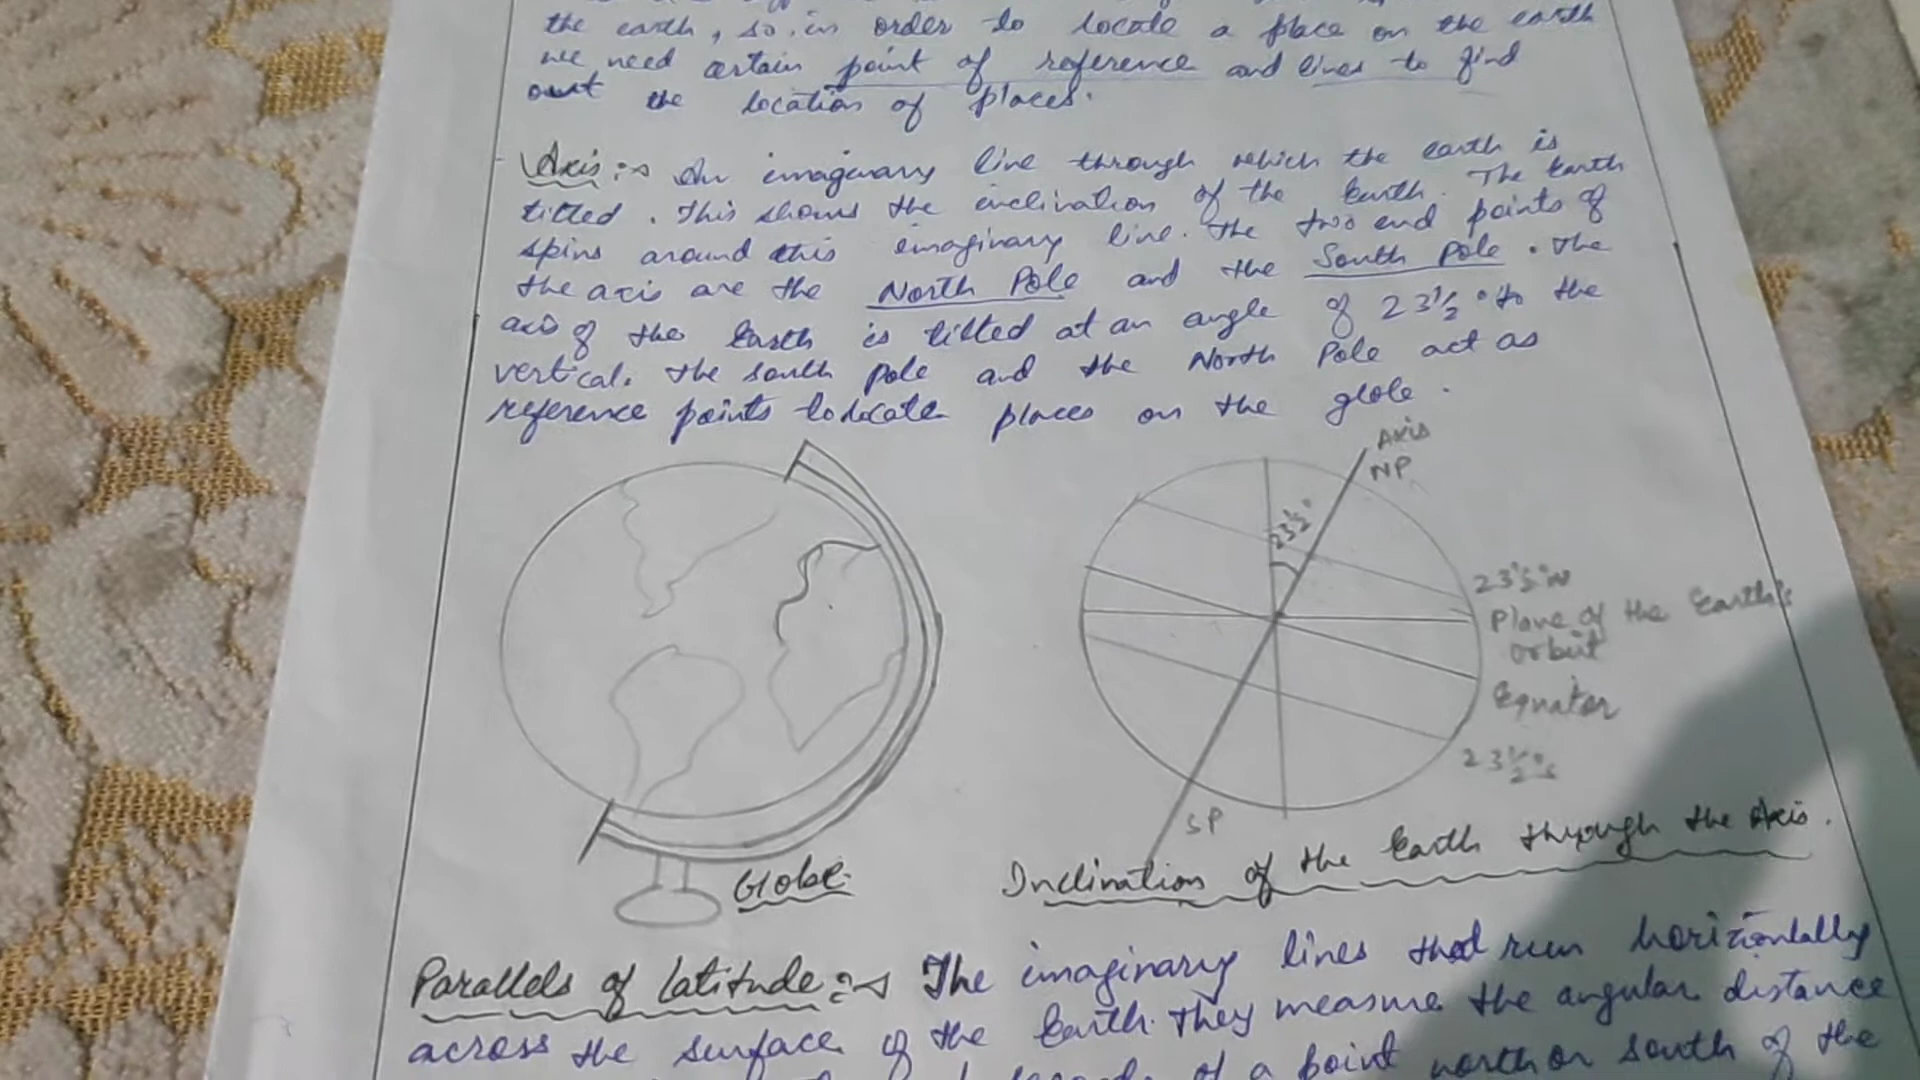 the earth, so, in order to locate a place on the earth
we need certain point of reference and lines to find
out the location of places.
Axis :- An imaginary line through which the earth is
tilted. This shows the inclination of the Earth. The Earth
spins around this imaginary line. The two end points of
the axis are the North Pole and the South Pole. The
axis of the Earth is tilted at an angle of 23½° to the
vertical. The south pole and the North Pole act as
reference points to locate places on the globe.
Axis
NP
23½°
23½°N
Plane of the Earth's
orbit
Equator
23½°s
SP
Globe
Inclination of the Earth through the Axis.
Parallels of Latitude :- The imaginary lines that run horizontally
across the surface of the Earth. They measure the angular distance
of a point north or south of the